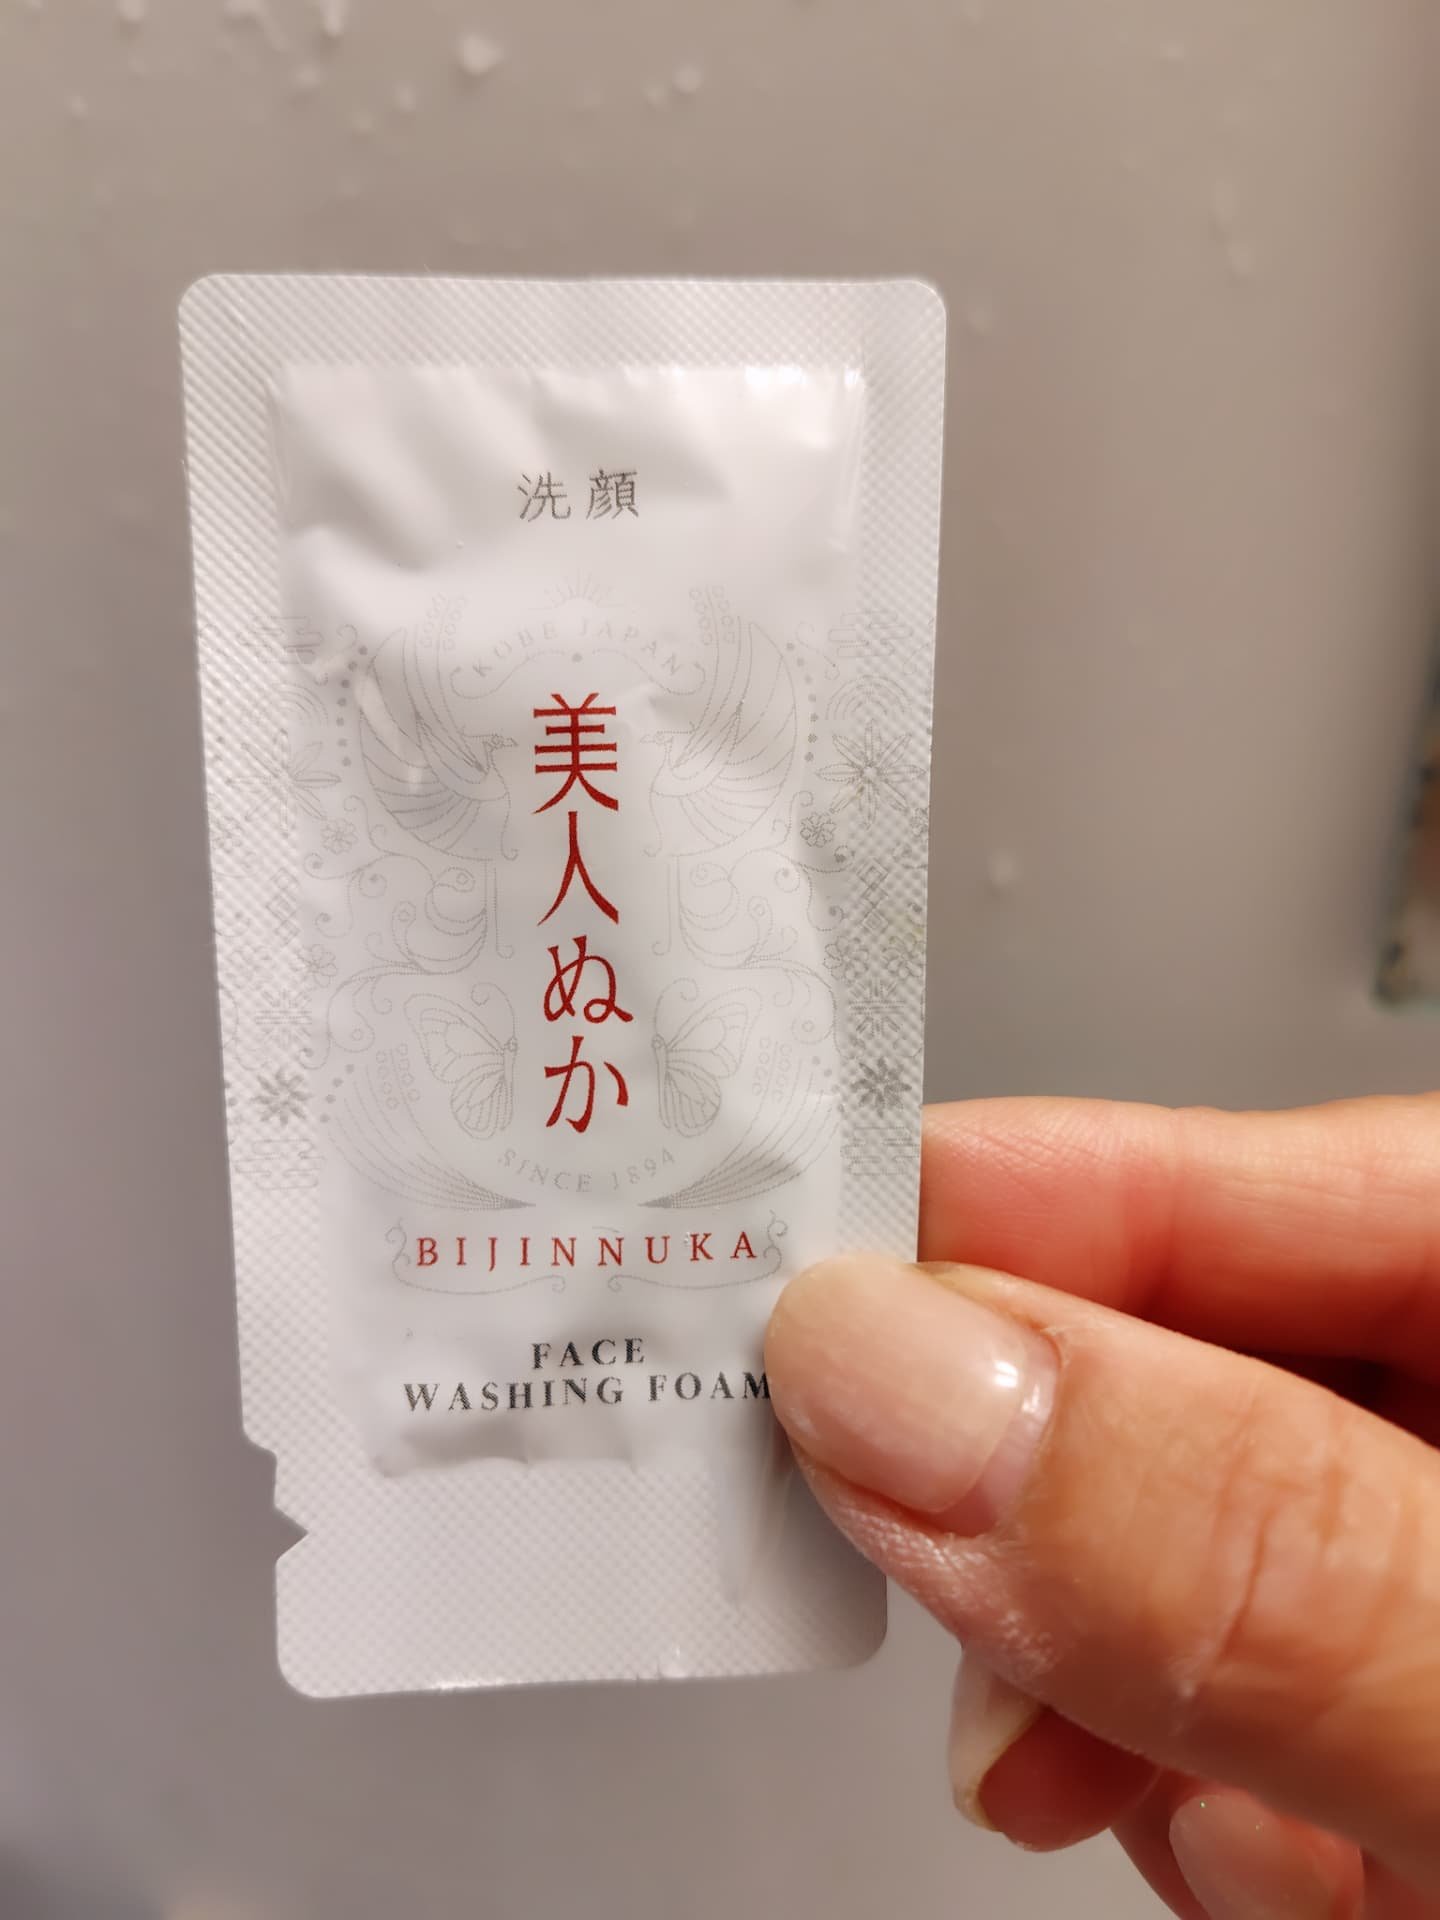 洗顔
KOBE JAPAN
美人ぬか
SINCE 1894
BIJINNUKA
FACE
WASHING FOAM